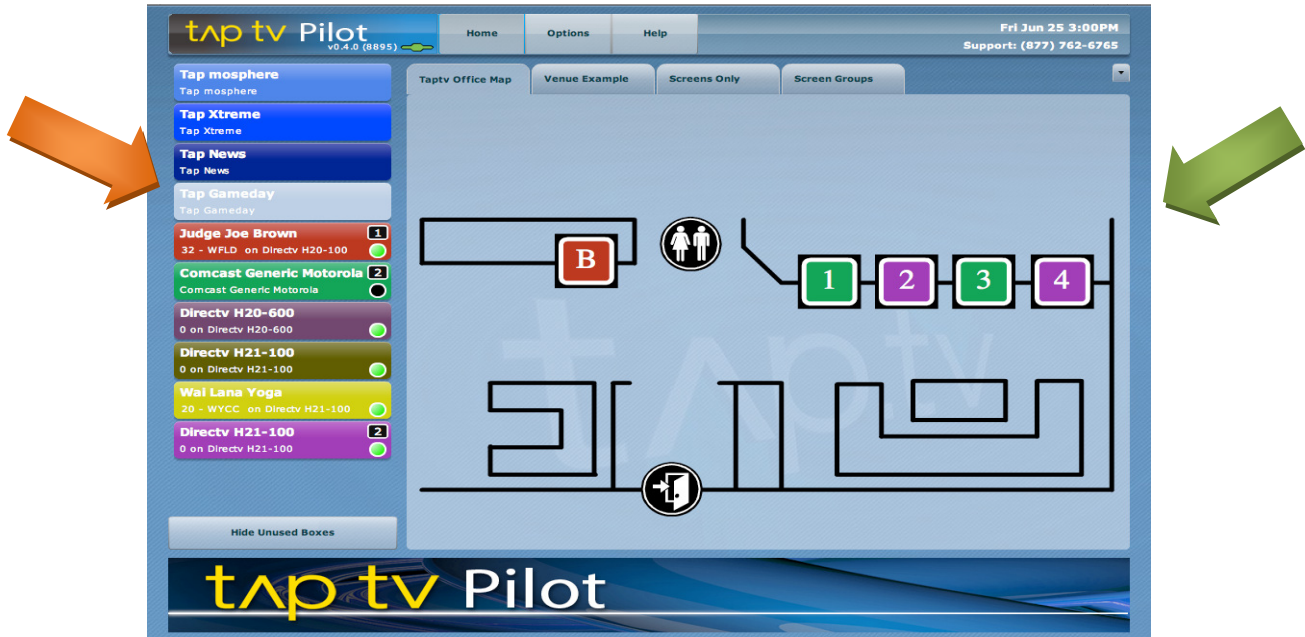 tʌp tv Pilot
v0.4.0 (8895)
Home
Options
Help
Fri Jun 25 3:00PM
Support: (877) 762-6765
Tap mosphere
Tap mosphere
Tap Xtreme
Tap Xtreme
Tap News
Tap News
Tap Gameday
Tap Gameday
Judge Joe Brown 1
32 - WFLD on Directv H20-100
Comcast Generic Motorola 2
Comcast Generic Motorola
Directv H20-600
0 on Directv H20-600
Directv H21-100
0 on Directv H21-100
Wai Lana Yoga
20 - WYCC on Directv H21-100
Directv H21-100 2
0 on Directv H21-100
Hide Unused Boxes
Taptv Office Map
Venue Example
Screens Only
Screen Groups
B
1 2 3 4
tʌp.tv
tʌp tv Pilot